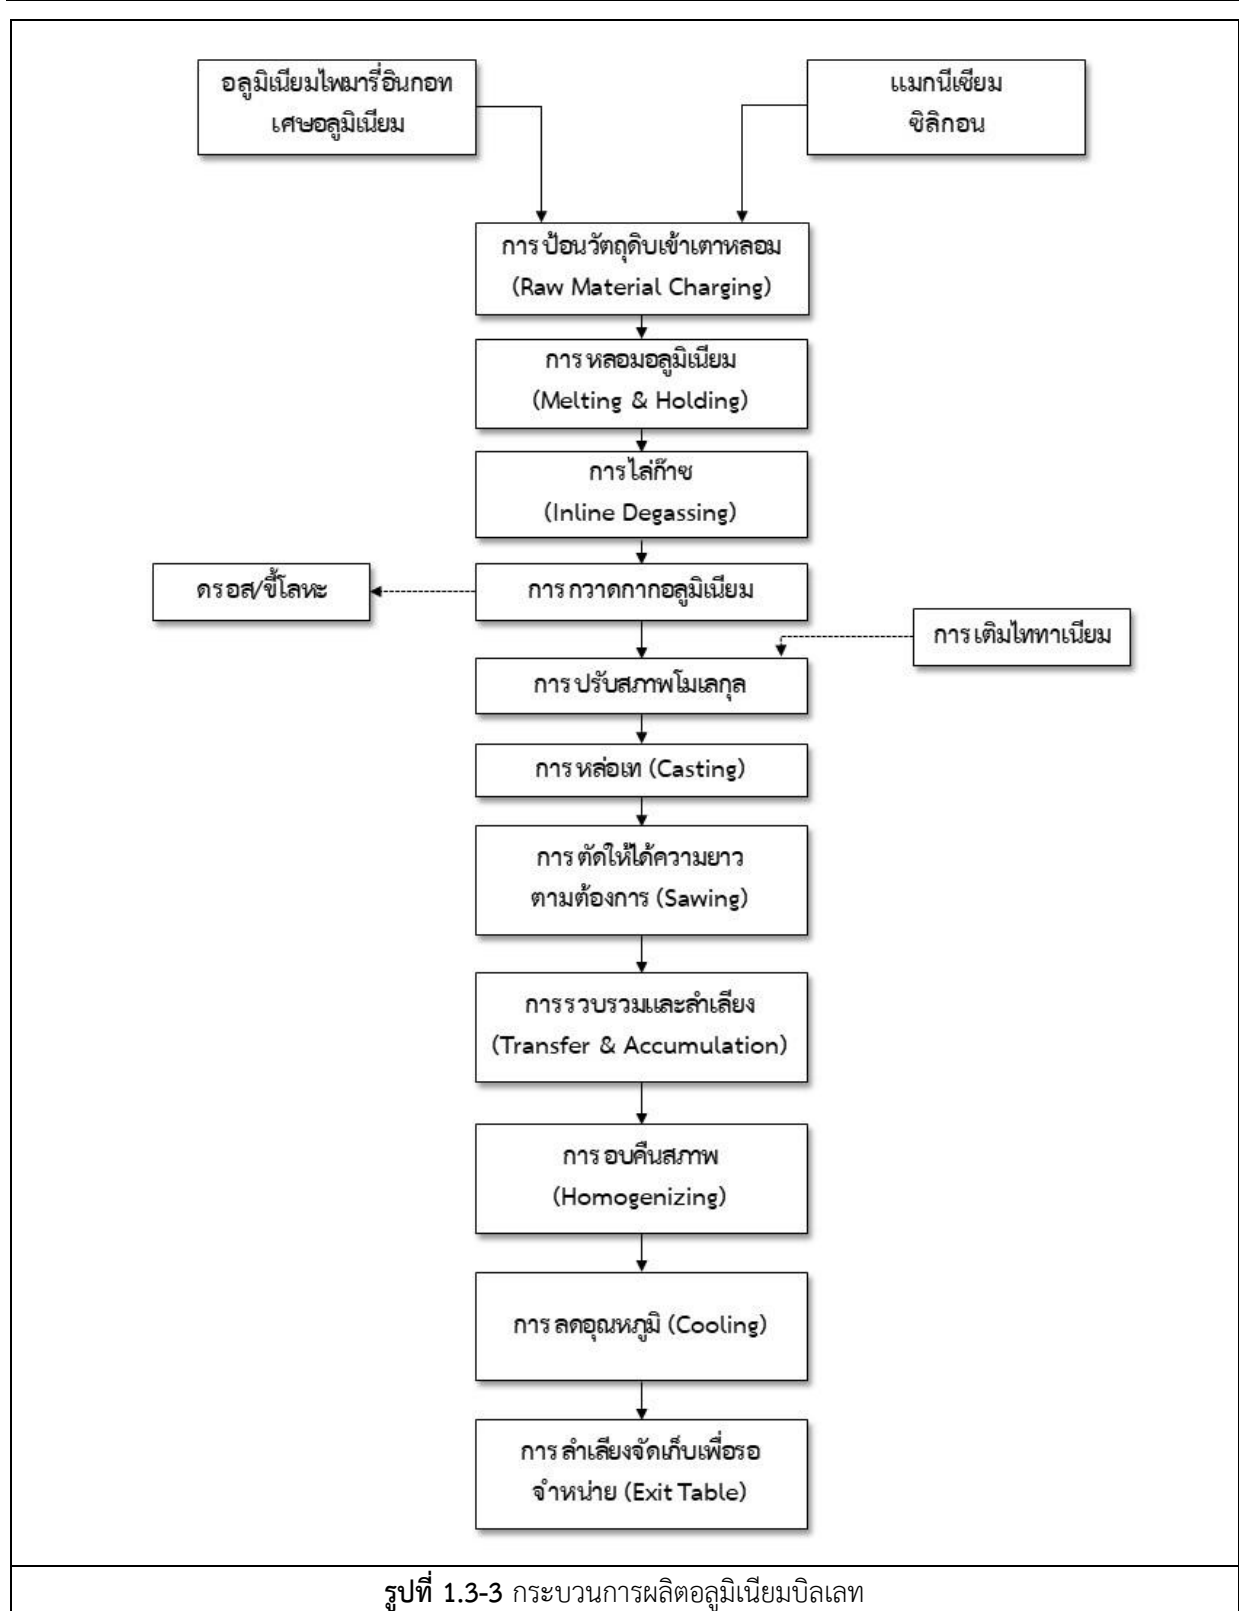 อลูมิเนียมไพมารี่อินกอท
เศษอลูมิเนียม
แมกนีเซียม
ซิลิกอน
การป้อนวัตถุดิบเข้าเตาหลอม
(Raw Material Charging)
การหลอมอลูมิเนียม
(Melting & Holding)
การไล่ก๊าซ
(Inline Degassing)
ดรอส/ขี้โลหะ
การกวาดกากอลูมิเนียม
การเติมไททาเนียม
การปรับสภาพโมเลกุล
การหล่อเท (Casting)
การตัดให้ได้ความยาว
ตามต้องการ (Sawing)
การรวบรวมและลำเลียง
(Transfer & Accumulation)
การอบคืนสภาพ
(Homogenizing)
การลดอุณหภูมิ (Cooling)
การลำเลียงจัดเก็บเพื่อรอ
จำหน่าย (Exit Table)
รูปที่ 1.3-3 กระบวนการผลิตอลูมิเนียมบิลเลท